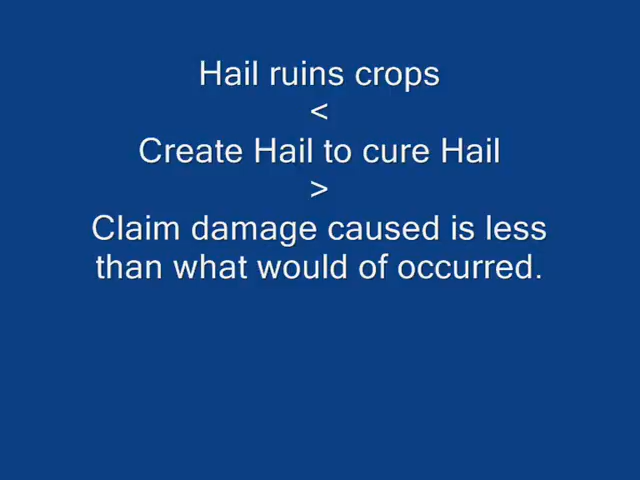 Hail ruins crops
<
Create Hail to cure Hail
>
Claim damage caused is less
than what would of occurred.